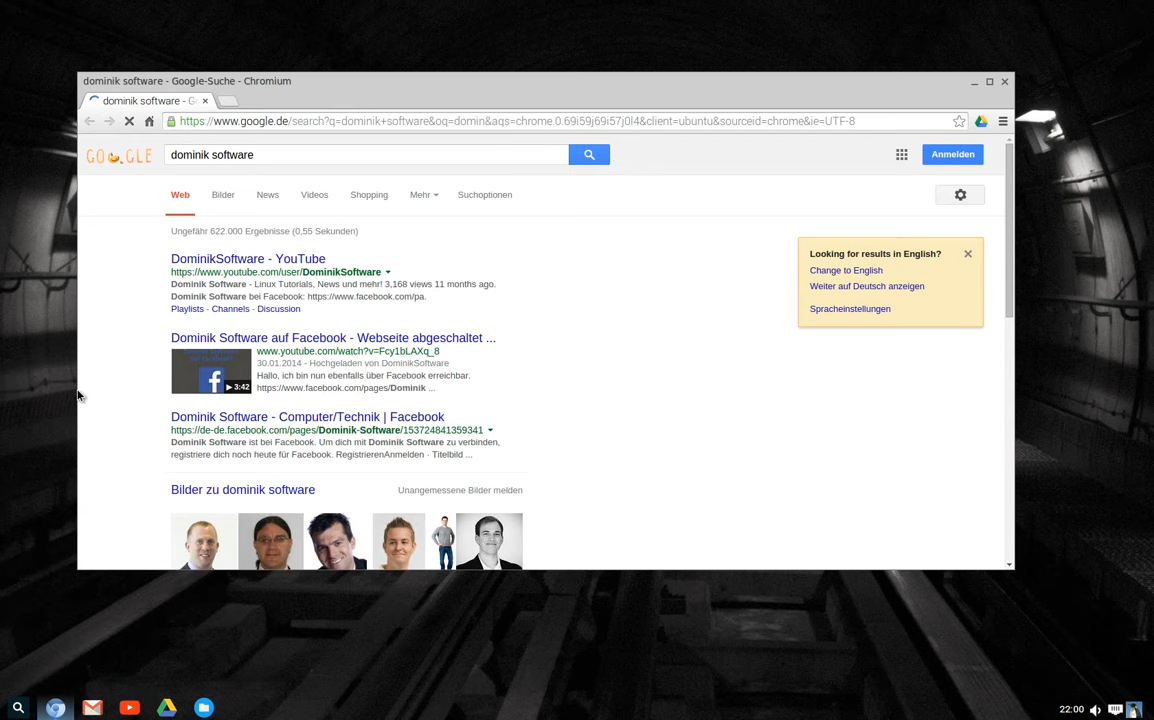 dominik software - Google-Suche - Chromium
dominik software - G
https://www.google.de/search?q=dominik+software&oq=domin&aqs=chrome.0.69i59j69i57j0l4&client=ubuntu&sourceid=chrome&ie=UTF-8
GO LE dominik software Anmelden
Web Bilder News Videos Shopping Mehr Suchoptionen
Ungefähr 622.000 Ergebnisse (0,55 Sekunden)
DominikSoftware - YouTube
https://www.youtube.com/user/DominikSoftware
Dominik Software - Linux Tutorials, News und mehr! 3,168 views 11 months ago.
Dominik Software bei Facebook: https://www.facebook.com/pa.
Playlists - Channels - Discussion
Looking for results in English?
Change to English
Weiter auf Deutsch anzeigen
Spracheinstellungen
Dominik Software auf Facebook - Webseite abgeschaltet ...
www.youtube.com/watch?v=Fcy1bLAXq_8
30.01.2014 - Hochgeladen von DominikSoftware
Hallo, ich bin nun ebenfalls über Facebook erreichbar.
https://www.facebook.com/pages/Dominik ...
3:42
Dominik Software - Computer/Technik | Facebook
https://de-de.facebook.com/pages/Dominik-Software/153724841359341
Dominik Software ist bei Facebook. Um dich mit Dominik Software zu verbinden,
registriere dich noch heute für Facebook. RegistrierenAnmelden · Titelbild ...
Bilder zu dominik software Unangemessene Bilder melden
22:00